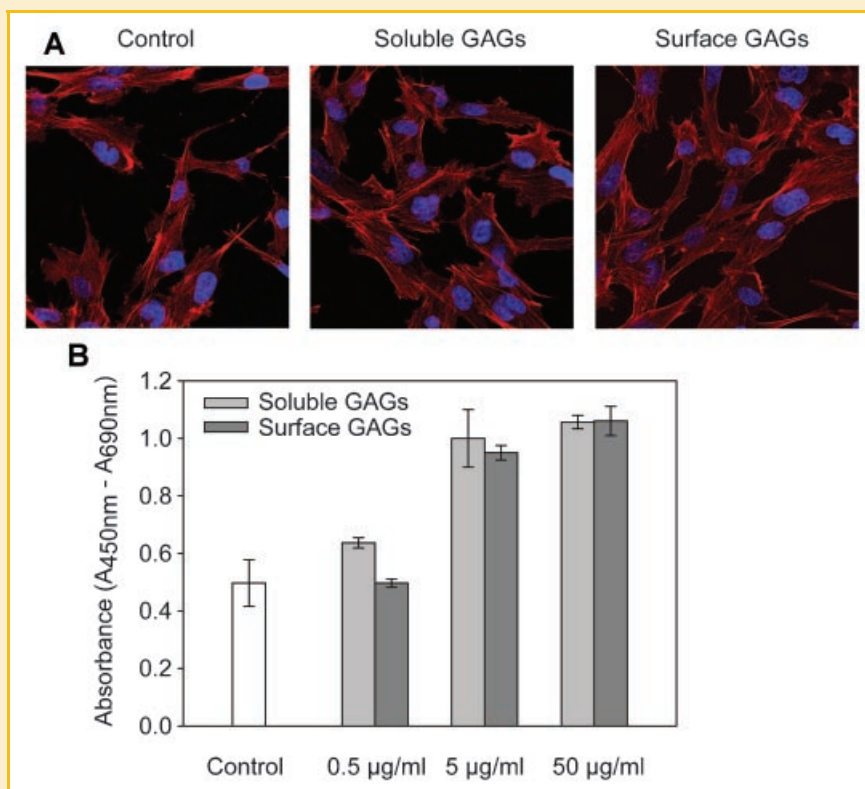 A
Control Soluble GAGs Surface GAGs
B
Absorbance (A450nm - A690nm)
1.2
1.0
0.8
0.6
0.4
0.2
0.0
Soluble GAGs
Surface GAGs
Control 0.5 µg/ml 5 µg/ml 50 µg/ml